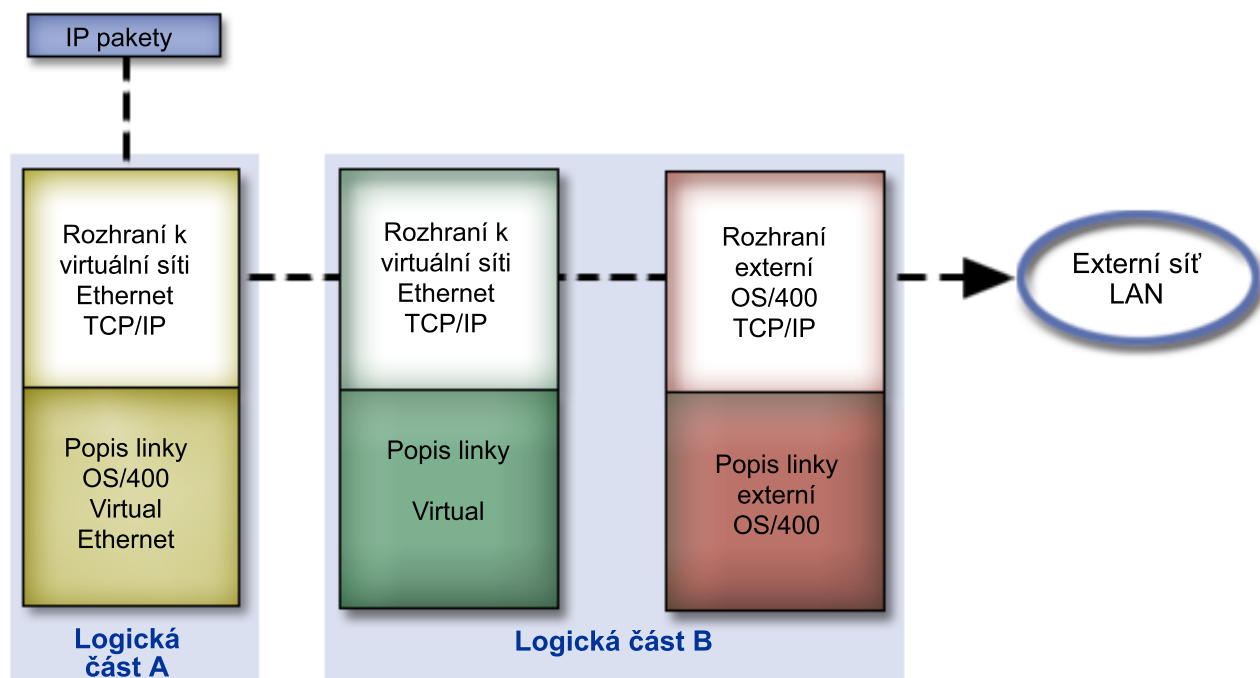 IP pakety
Rozhraní k
virtuální síti
Ethernet
TCP/IP
Popis linky
OS/400
Virtual
Ethernet
Logická
část A
Rozhraní k
virtuální síti
Ethernet
TCP/IP
Popis linky
Virtual
Rozhraní
externí
OS/400
TCP/IP
Popis linky
externí
OS/400
Logická část B
Externí síť
LAN